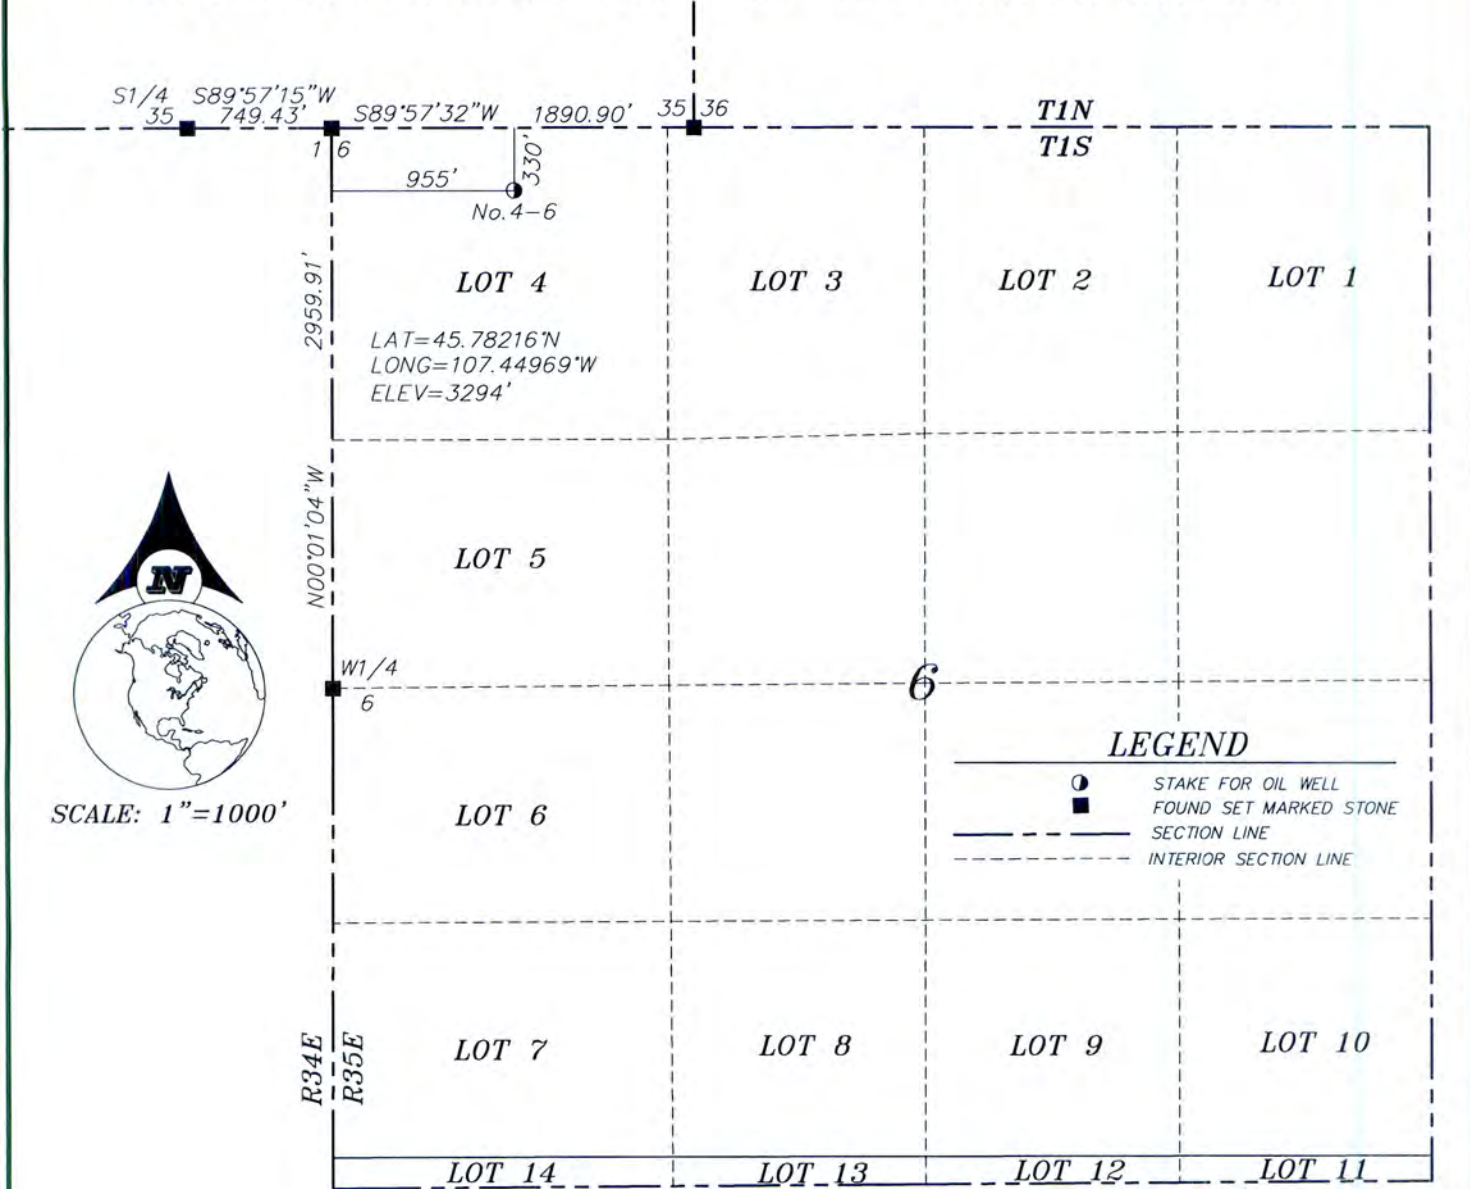 S1/4 S89°57'15"W
35 749.43' S89°57'32"W 1890.90' 35 36 T1N
1 6 T1S
955' 330'
No.4-6
2959.91'
LOT 4 LOT 3 LOT 2 LOT 1
LAT=45.78216°N
LONG=107.44969°W
ELEV=3294'
N00°01'04"W
LOT 5
N
W1/4
6
6
LEGEND
STAKE FOR OIL WELL
FOUND SET MARKED STONE
SECTION LINE
INTERIOR SECTION LINE
SCALE: 1"=1000'
LOT 6
R34E
R35E
LOT 7 LOT 8 LOT 9 LOT 10
LOT 14 LOT 13 LOT 12 LOT 11